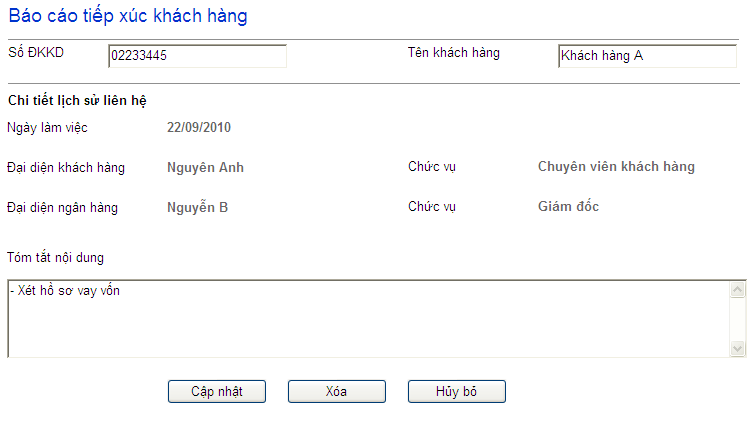 Báo cáo tiếp xúc khách hàng
Số ĐKKD 02233445 Tên khách hàng Khách hàng A
Chi tiết lịch sử liên hệ
Ngày làm việc 22/09/2010
Đại diện khách hàng Nguyên Anh Chức vụ Chuyên viên khách hàng
Đại diện ngân hàng Nguyễn B Chức vụ Giám đốc
Tóm tắt nội dung
- Xét hồ sơ vay vốn
Cập nhật Xóa Hủy bỏ